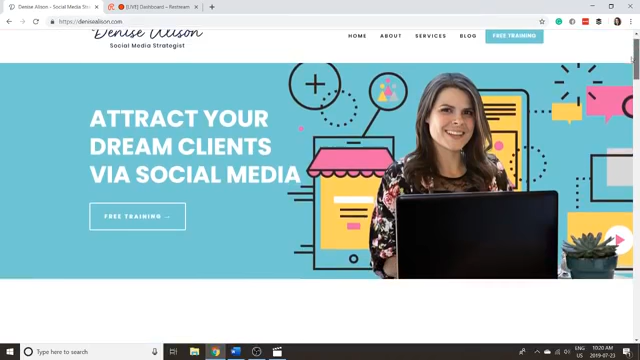 Denise Alison - Social Media Str
[LIVE] Dashboard - Restream
https://denisealison.com
Denise Alison
Social Media Strategist
HOME
ABOUT
SERVICES
BLOG
FREE TRAINING
ATTRACT YOUR
DREAM CLIENTS
VIA SOCIAL MEDIA
FREE TRAINING →
Type here to search
ENG
US
10:20 AM
2019-07-23